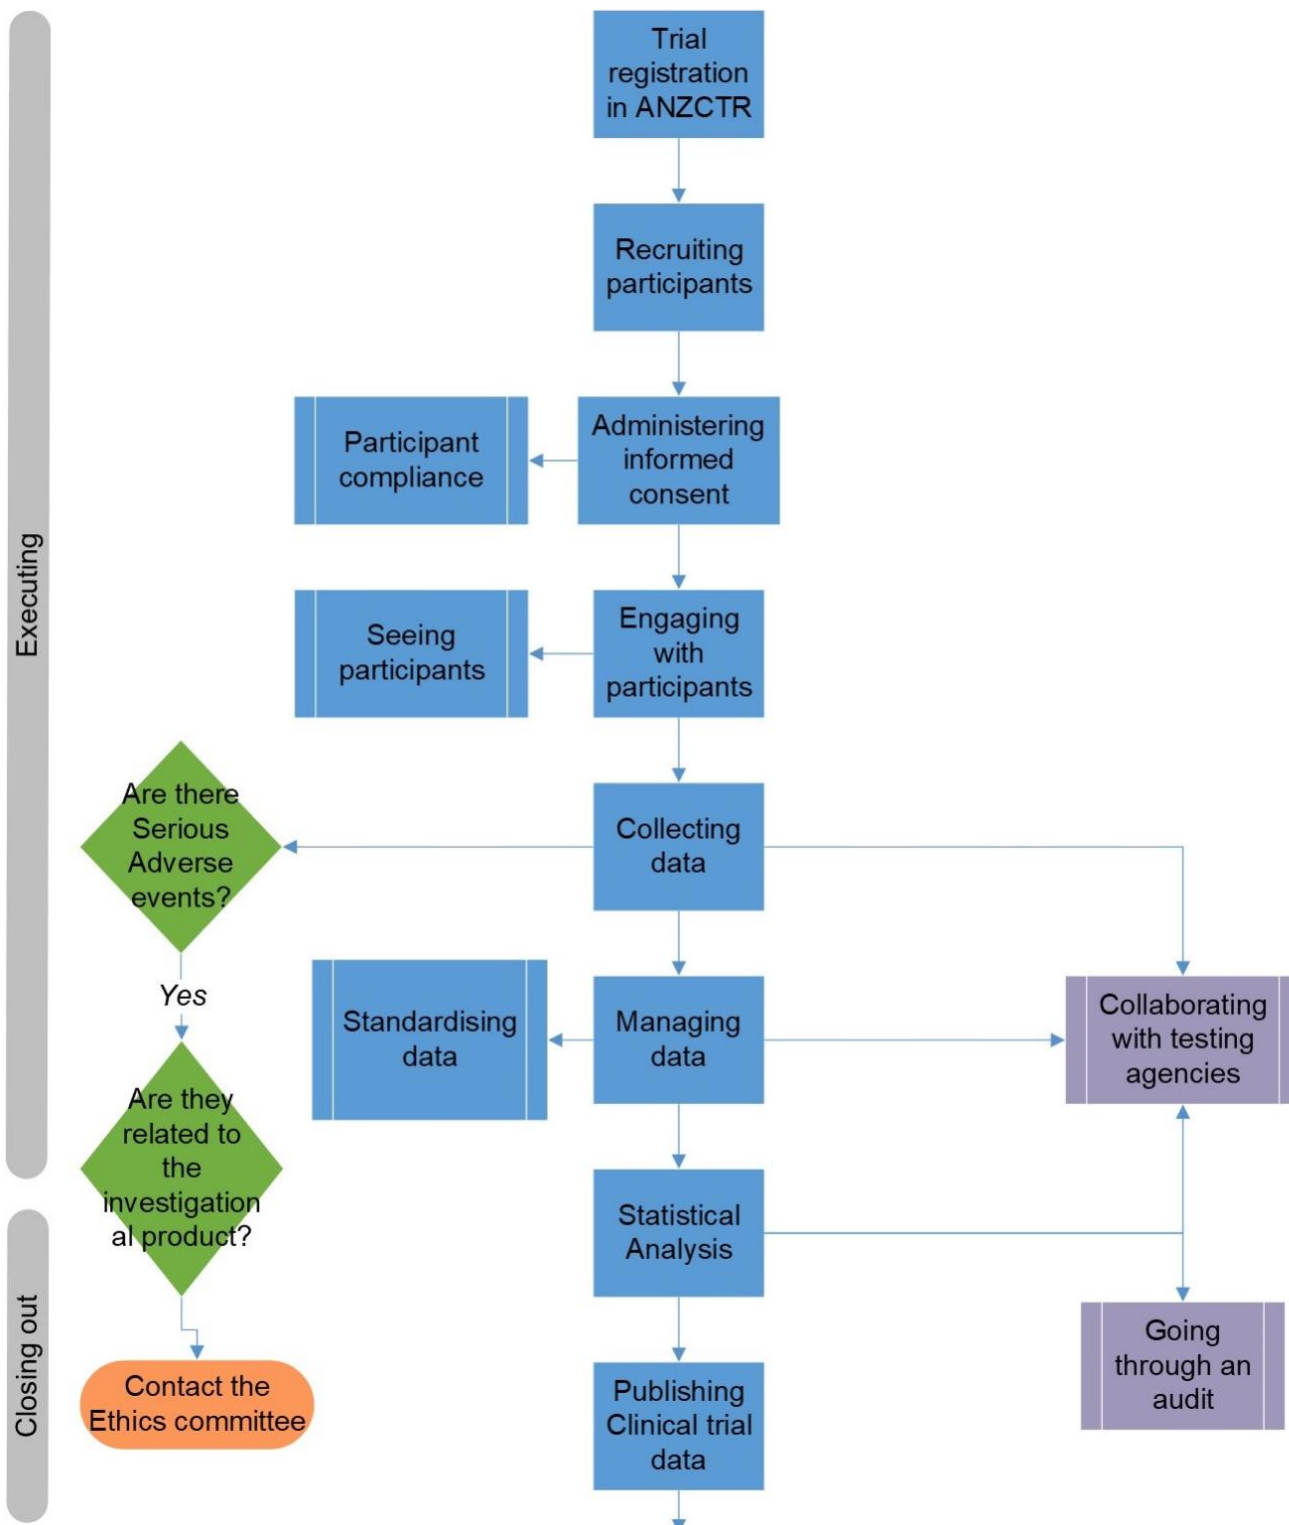 Executing
Closing out
Trial
registration
in ANZCTR
Recruiting
participants
Administering
informed
consent
Participant
compliance
Engaging
with
participants
Seeing
participants
Collecting
data
Are there
Serious
Adverse
events?
Yes
Are they
related to
the
investigation
al product?
Contact the
Ethics committee
Managing
data
Standardising
data
Collaborating
with testing
agencies
Statistical
Analysis
Going
through an
audit
Publishing
Clinical trial
data